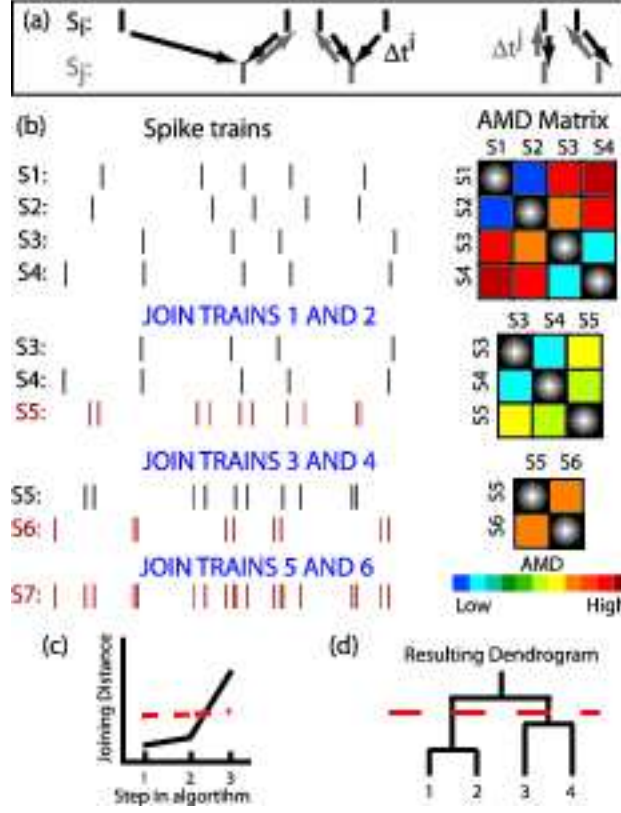 (a) Si:
Sj:
Δt^i
Δt^j
(b) Spike trains
AMD Matrix
S1 S2 S3 S4
S1:
S2:
S3:
S4:
S1
S2
S3
S4
JOIN TRAINS 1 AND 2
S3:
S4:
S5:
S3 S4 S5
S3
S4
S5
JOIN TRAINS 3 AND 4
S5:
S6:
S5 S6
S5
S6
JOIN TRAINS 5 AND 6
S7:
AMD
Low High
(c)
Joining Distance
1 2 3
Step in algortihm
(d)
Resulting Dendrogram
1 2 3 4